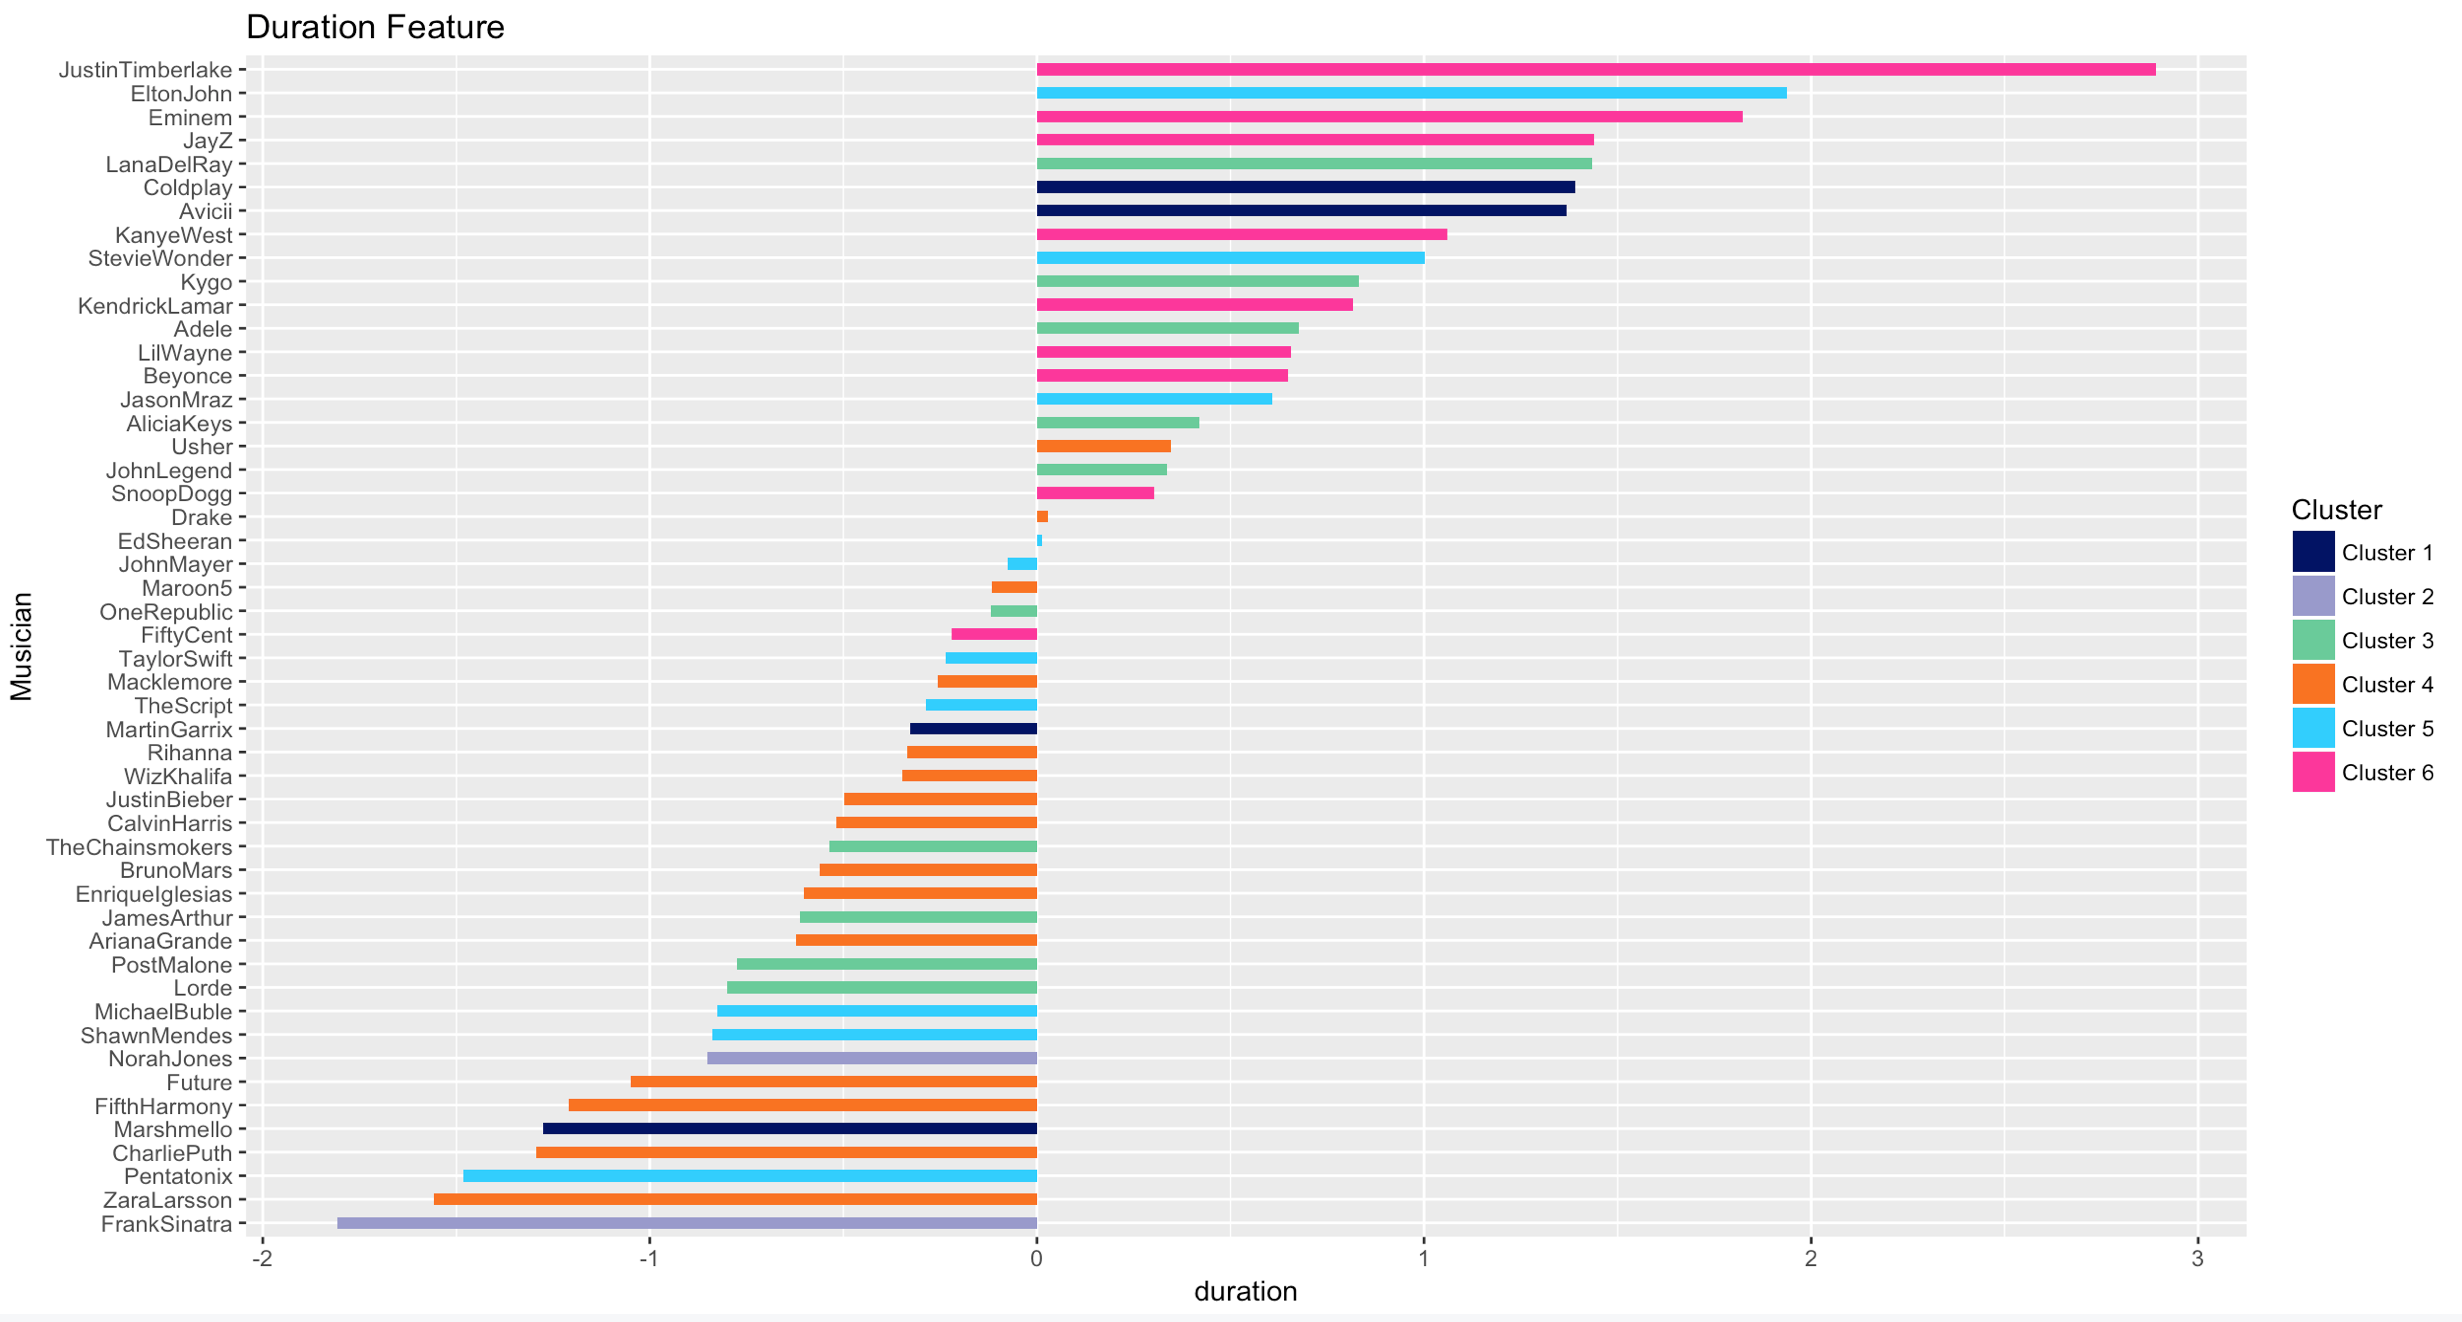 Duration Feature
JustinTimberlake
EltonJohn
Eminem
JayZ
LanaDelRay
Coldplay
Avicii
KanyeWest
StevieWonder
Kygo
KendrickLamar
Adele
LilWayne
Beyonce
JasonMraz
AliciaKeys
Usher
JohnLegend
SnoopDogg
Drake
EdSheeran
JohnMayer
Maroon5
OneRepublic
FiftyCent
TaylorSwift
Macklemore
TheScript
MartinGarrix
Rihanna
WizKhalifa
JustinBieber
CalvinHarris
TheChainsmokers
BrunoMars
EnriqueIglesias
JamesArthur
ArianaGrande
PostMalone
Lorde
MichaelBuble
ShawnMendes
NorahJones
Future
FifthHarmony
Marshmello
CharliePuth
Pentatonix
ZaraLarsson
FrankSinatra
Musician
-2 -1 0 1 2 3
duration
Cluster
Cluster 1
Cluster 2
Cluster 3
Cluster 4
Cluster 5
Cluster 6